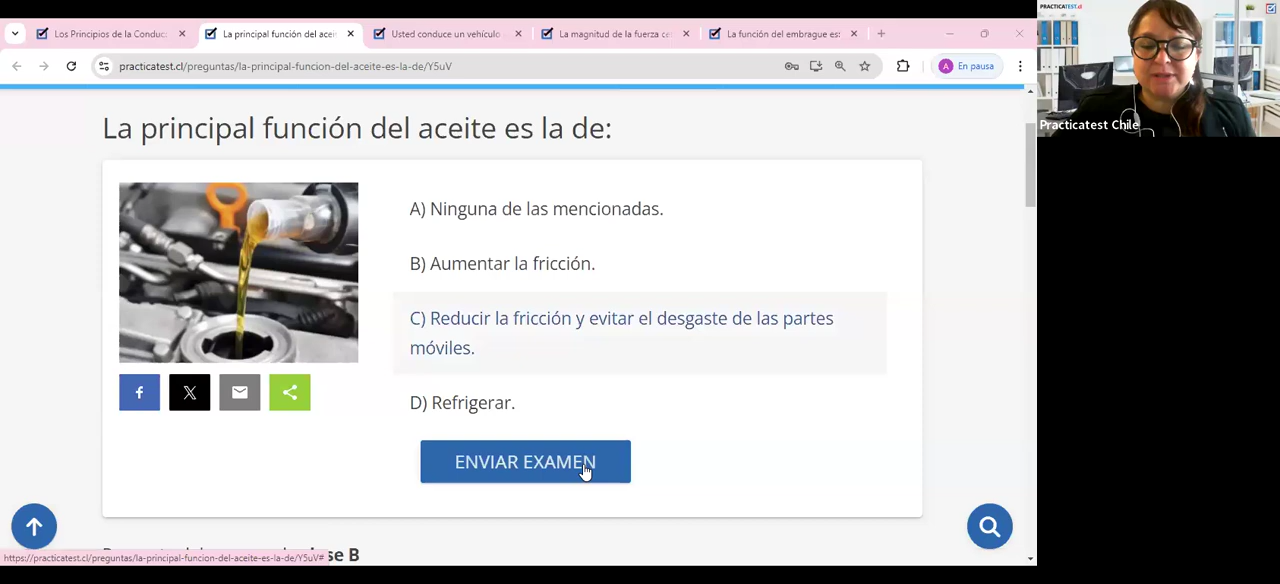 Los Principios de la Conduc
La principal función del acei
Usted conduce un vehículo
La magnitud de la fuerza ce
La función del embrague es:
practicatest.cl/preguntas/la-principal-funcion-del-aceite-es-la-de/Y5uV
A
En pausa
PRACTICATEST.cl
Practicatest Chile
La principal función del aceite es la de:
A) Ninguna de las mencionadas.
B) Aumentar la fricción.
C) Reducir la fricción y evitar el desgaste de las partes
móviles.
D) Refrigerar.
ENVIAR EXAMEN
https://practicatest.cl/preguntas/la-principal-funcion-del-aceite-es-la-de/Y5uV#
se B